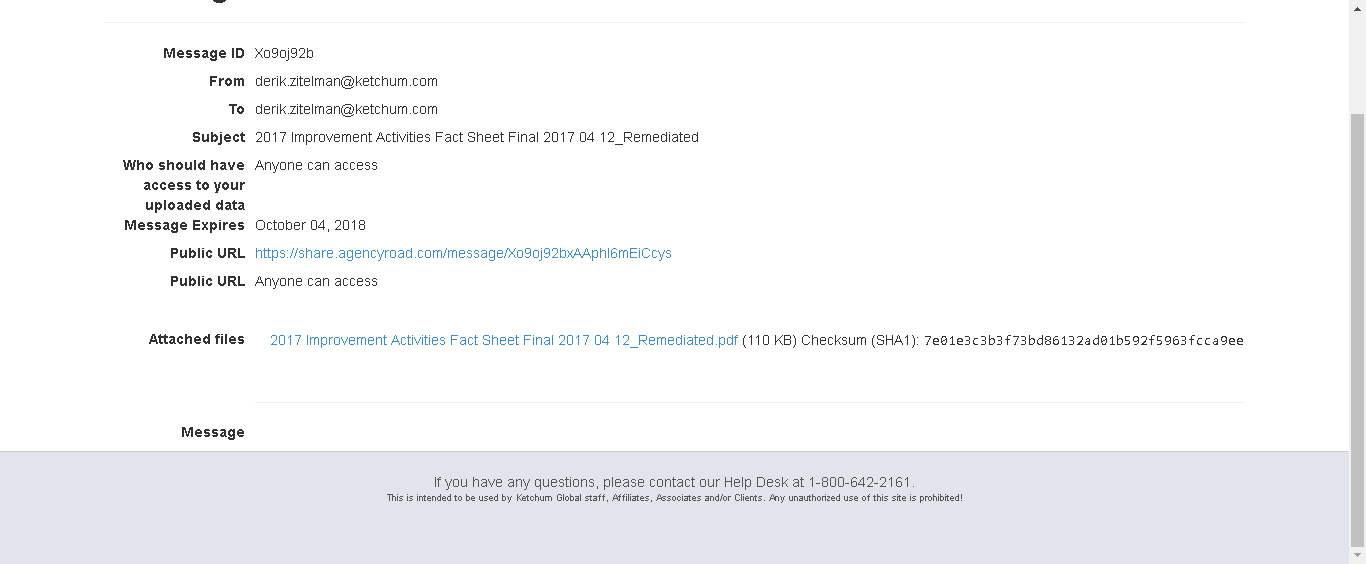 Message ID Xo9oj92b
From derik.zitelman@ketchum.com
To derik.zitelman@ketchum.com
Subject 2017 Improvement Activities Fact Sheet Final 2017 04 12_Remediated
Who should have Anyone can access
access to your
uploaded data
Message Expires October 04, 2018
Public URL https://share.agencyroad.com/message/Xo9oj92bxAAphl6mEiCcys
Public URL Anyone can access
Attached files 2017 Improvement Activities Fact Sheet Final 2017 04 12_Remediated.pdf (110 KB) Checksum (SHA1): 7e01e3c3b3f73bd86132ad01b592f5963fcca9ee
Message
If you have any questions, please contact our Help Desk at 1-800-642-2161.
This is intended to be used by Ketchum Global staff, Affiliates, Associates and/or Clients. Any unauthorized use of this site is prohibited!